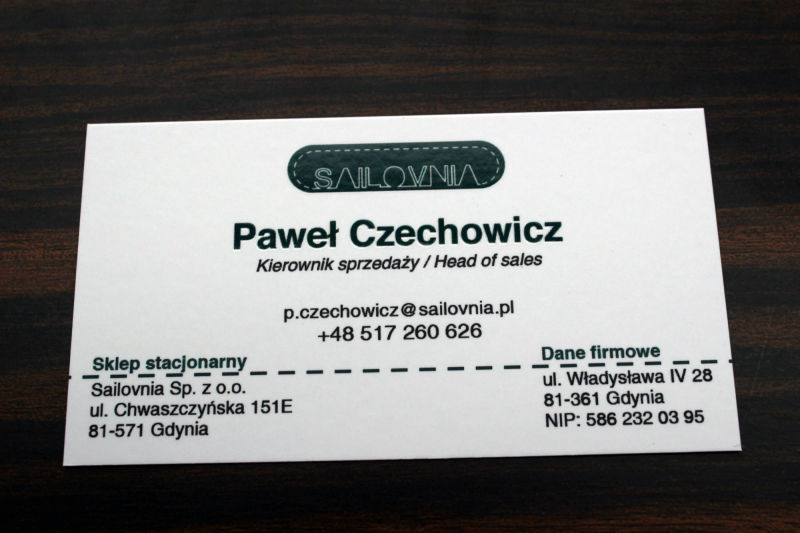 SAILOVNIA
Paweł Czechowicz
Kierownik sprzedaży / Head of sales
p.czechowicz@sailovnia.pl
+48 517 260 626
Sklep stacjonarny
Sailovnia Sp. z o.o.
ul. Chwaszczyńska 151E
81-571 Gdynia
Dane firmowe
ul. Władysława IV 28
81-361 Gdynia
NIP: 586 232 03 95